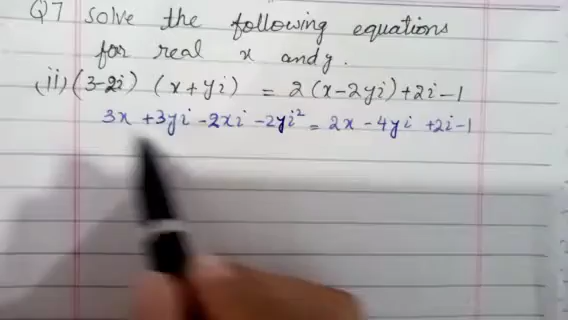 Q7 Solve the following equations
for real x and y.
(ii) (3-2i) (x+yi) = 2(x-2yi)+2i-1
3x +3yi -2xi -2yi² = 2x -4yi +2i-1